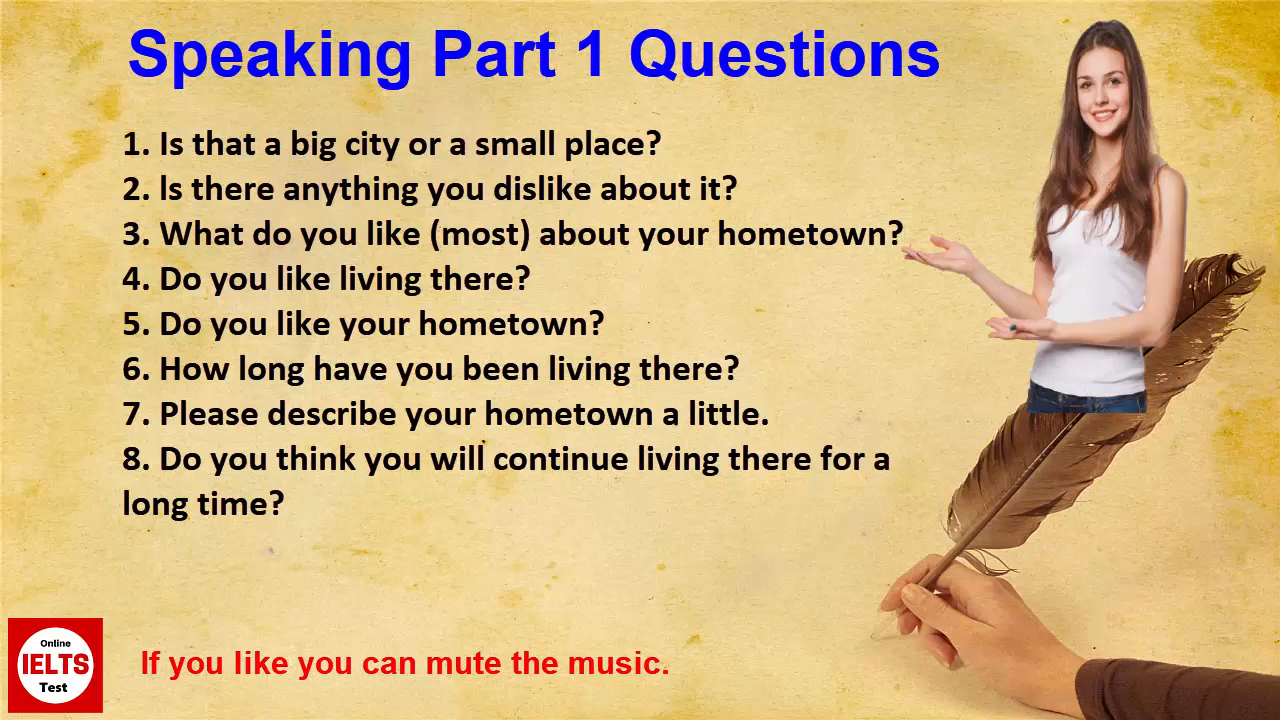 Speaking Part 1 Questions
1. Is that a big city or a small place?
2. ls there anything you dislike about it?
3. What do you like (most) about your hometown?
4. Do you like living there?
5. Do you like your hometown?
6. How long have you been living there?
7. Please describe your hometown a little.
8. Do you think you will continue living there for a
long time?
Online
IELTS
Test
If you like you can mute the music.